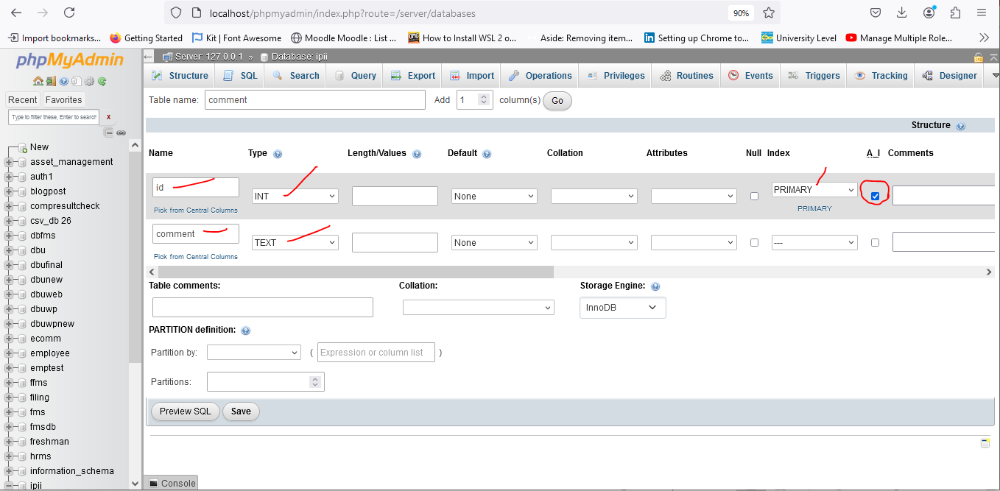 localhost/phpmyadmin/index.php?route=/server/databases 90%
Import bookmarks... Getting Started Kit | Font Awesome Moodle Moodle : List ... How to Install WSL 2 o... Aside: Removing item... Setting up Chrome to... University Level Manage Multiple Role...
phpMyAdmin
Recent Favorites
Type to filter these, Enter to search X
New
asset_management
auth1
blogpost
compresultcheck
csv_db 26
dbfms
dbu
dbufinal
dbunew
dbuweb
dbuwp
dbuwpnew
ecomm
employee
emptest
ffms
filing
fms
fmsdb
freshman
hrms
information_schema
ipii
Server: 127.0.0.1 » Database: ipii
Structure SQL Search Query Export Import Operations Privileges Routines Events Triggers Tracking Designer
Table name: comment Add 1 column(s) Go
Structure
Name Type Length/Values Default Collation Attributes Null Index A_I Comments
id INT None PRIMARY
Pick from Central Columns PRIMARY
comment TEXT None ---
Pick from Central Columns
Table comments: Collation: Storage Engine:
InnoDB
PARTITION definition:
Partition by: ( Expression or column list )
Partitions:
Preview SQL Save
Console